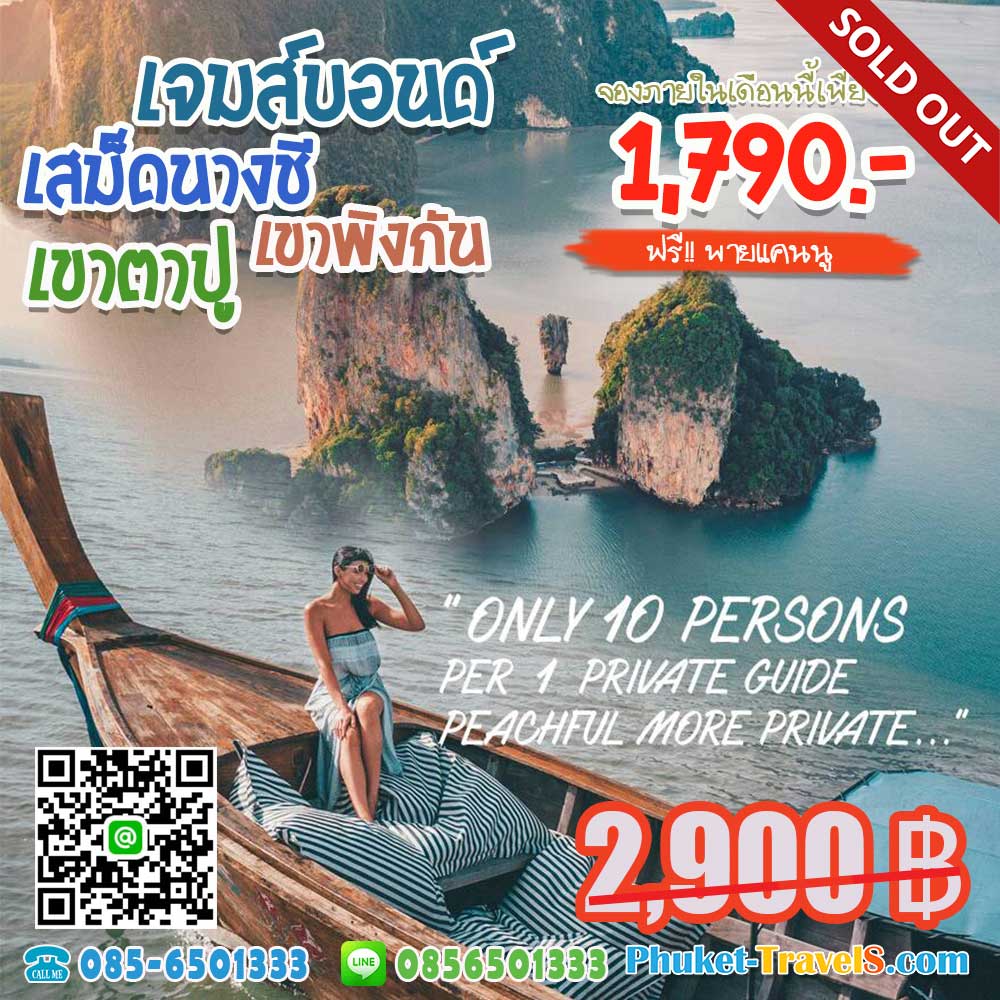 เจมส์บอนด์
เสม็ดนางชี
เขาพิงกัน
เขาตาปู
SOLD OUT
จองภายในเดือนนี้เพีย
1,790.-
ฟรี!! พายแคนนู
"ONLY 10 PERSONS
PER 1 PRIVATE GUIDE
PEACHFUL MORE PRIVATE..."
2,900 ฿
CALL ME 085-6501333
LINE 0856501333
Phuket-TravelS.com